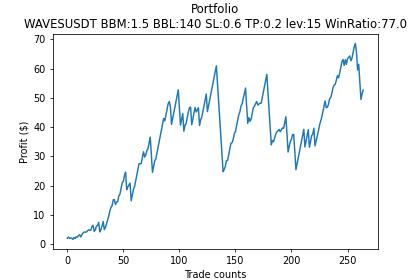 Portfolio
WAVESUSDT BBM:1.5 BBL:140 SL:0.6 TP:0.2 lev:15 WinRatio:77.0
70
60
50
40
30
20
10
0
Profit ($)
0 50 100 150 200 250
Trade counts